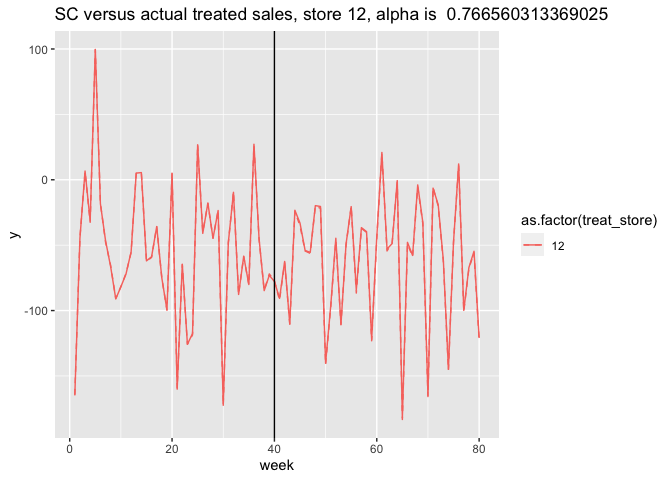 SC versus actual treated sales, store 12, alpha is  0.766560313369025
100
0
-100
y
0
20
40
60
80
week
as.factor(treat_store)
12